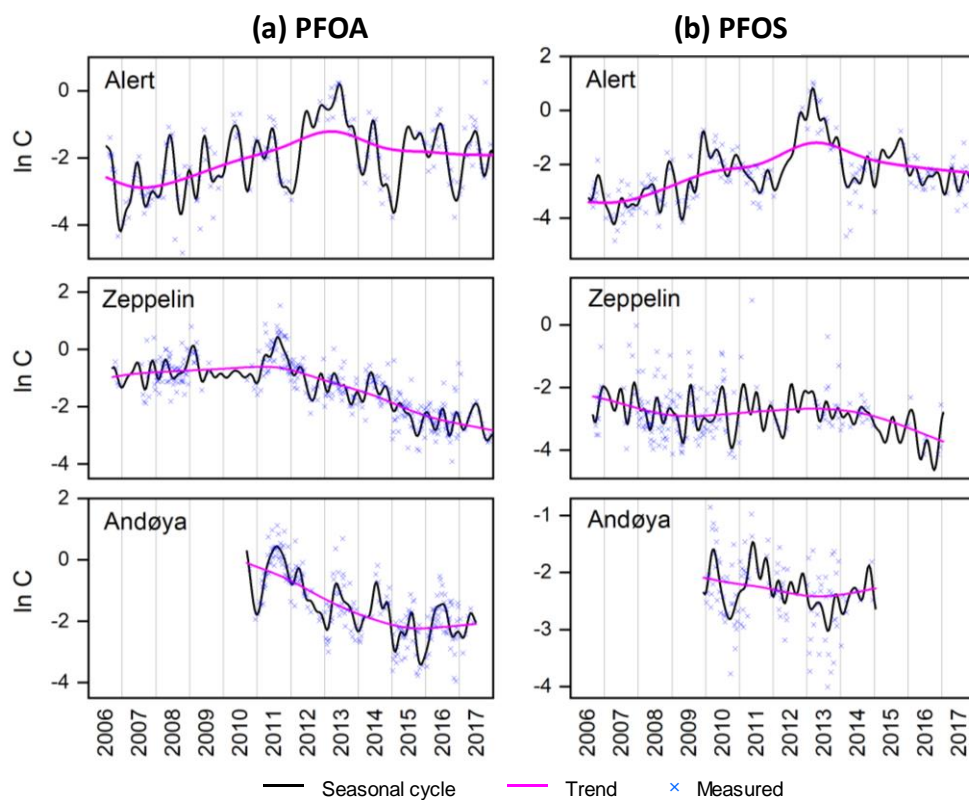 (a) PFOA
(b) PFOS
Alert
ln C
0
-2
-4
Alert
2
0
-2
-4
Zeppelin
ln C
2
0
-2
-4
Zeppelin
0
-2
-4
Andøya
ln C
2
0
-2
-4
Andøya
-1
-2
-3
-4
2006 2007 2008 2009 2010 2011 2012 2013 2014 2015 2016 2017
2006 2007 2008 2009 2010 2011 2012 2013 2014 2015 2016 2017
Seasonal cycle Trend Measured